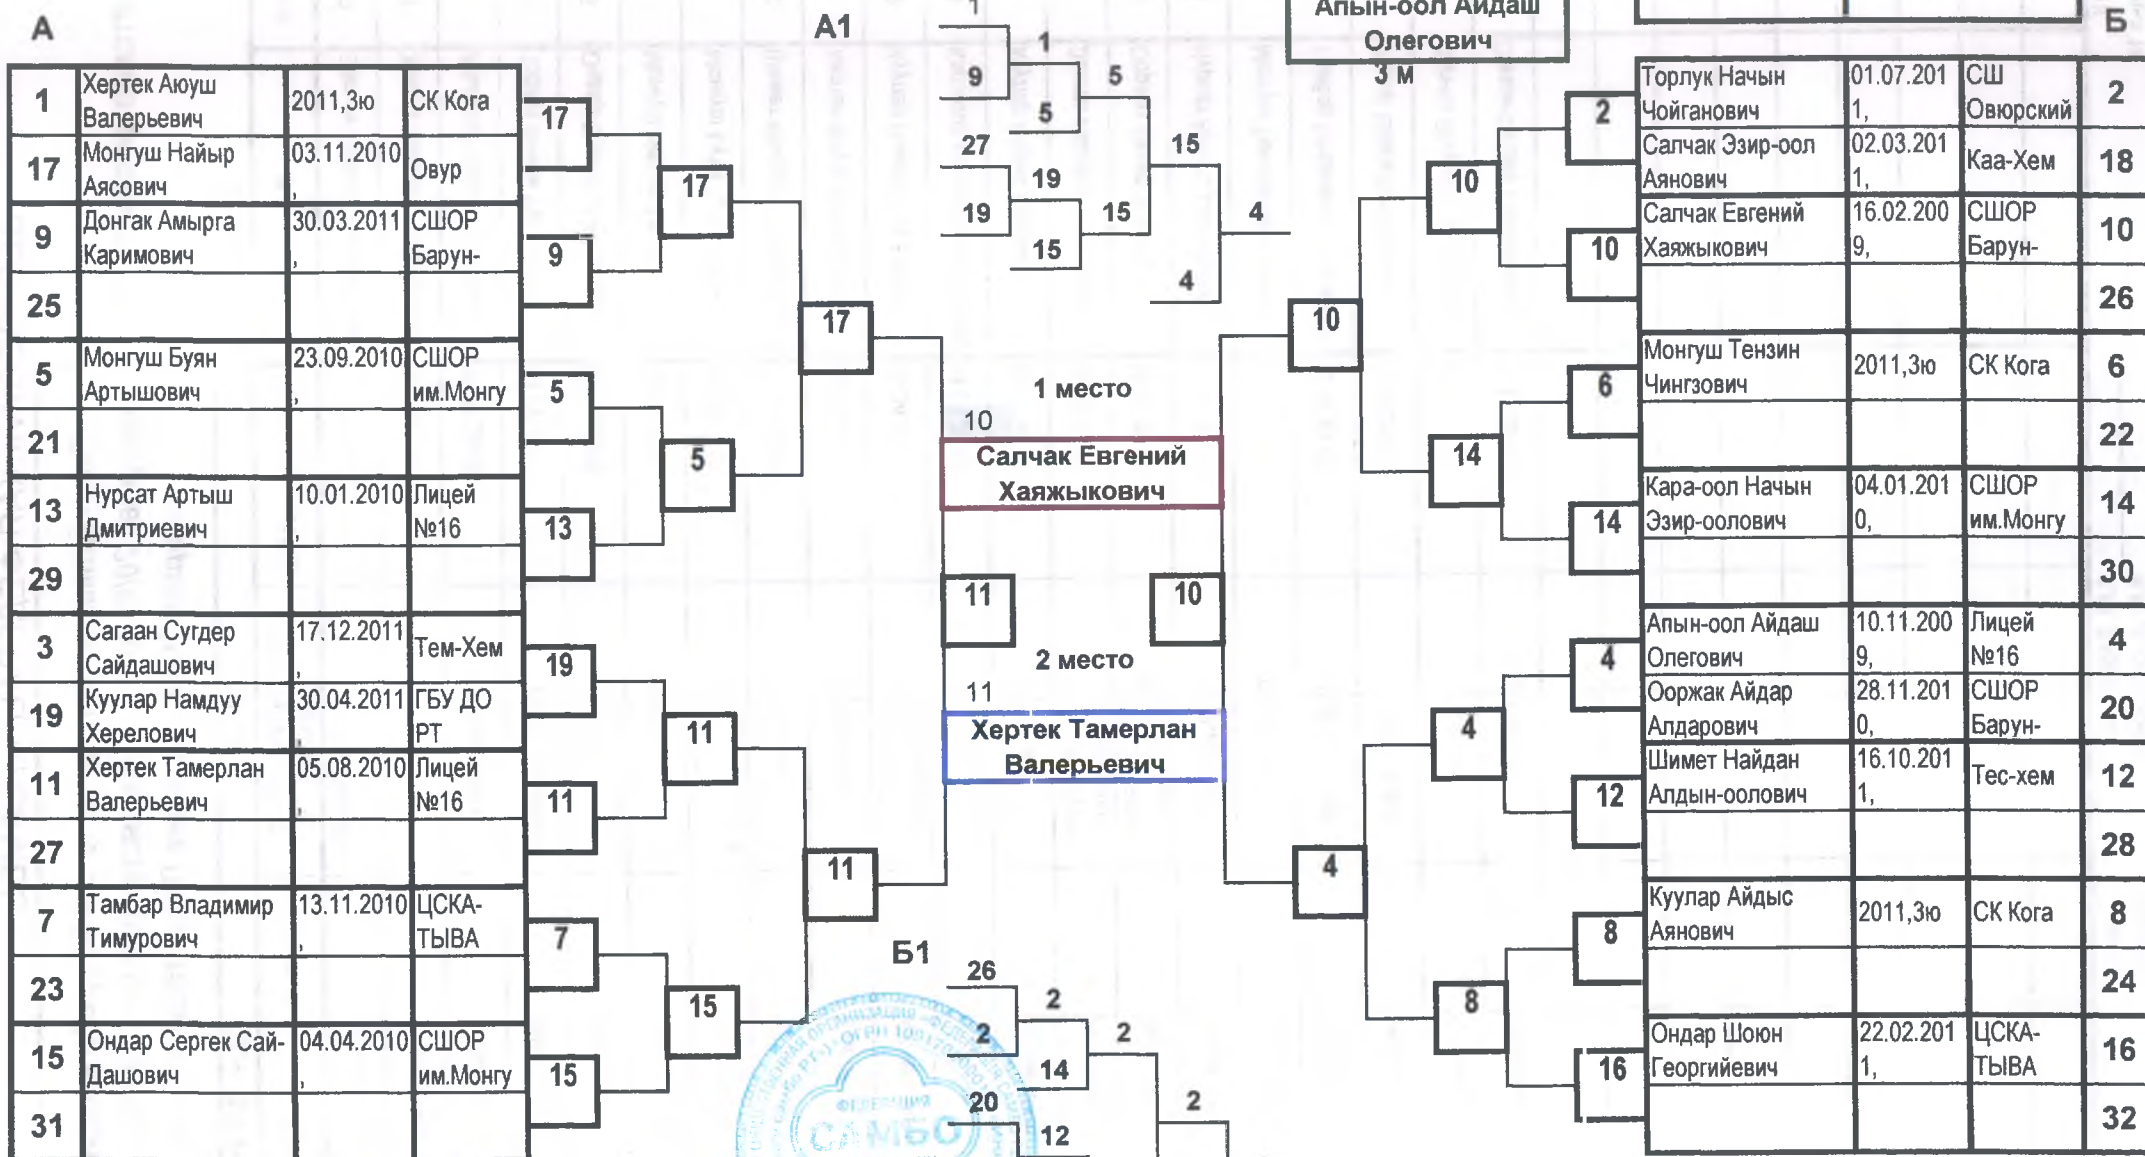 А
А1
Апын-оол Айдаш
Олегович
3 м
Б
1
Хертек Аюуш
Валерьевич
2011,3ю
СК Кога
17
Монгуш Найыр
Аясович
03.11.2010
,
Овур
9
Донгак Амырга
Каримович
30.03.2011
,
СШОР
Барун-
25
5
Монгуш Буян
Артышович
23.09.2010
,
СШОР
им.Монгу
21
13
Нурсат Артыш
Дмитриевич
10.01.2010
,
Лицей
№16
29
3
Сагаан Сугдер
Сайдашович
17.12.2011
,
Тем-Хем
19
Куулар Намдуу
Херелович
30.04.2011
,
ГБУ ДО
РТ
11
Хертек Тамерлан
Валерьевич
05.08.2010
,
Лицей
№16
27
7
Тамбар Владимир
Тимурович
13.11.2010
,
ЦСКА-
ТЫВА
23
15
Ондар Сергек Сай-
Дашович
04.04.2010
,
СШОР
им.Монгу
31
17
9
5
13
19
11
7
15
17
5
11
15
17
11
1
9
1
5
5
27
19
19
15
15
15
4
4
1 место
10
Салчак Евгений
Хаяжыкович
11
10
2 место
11
Хертек Тамерлан
Валерьевич
Б1
26
2
2
14
2
20
12
2
ФЕДЕРАЦИЯ
САМБО
10
4
10
14
4
8
2
10
6
14
4
12
8
16
Торлук Начын
Чойганович
01.07.201
1,
СШ
Овюрский
2
Салчак Эзир-оол
Аянович
02.03.201
1,
Каа-Хем
18
Салчак Евгений
Хаяжыкович
16.02.200
9,
СШОР
Барун-
10
26
Монгуш Тензин
Чингзович
2011,3ю
СК Кога
6
22
Кара-оол Начын
Эзир-оолович
04.01.201
0,
СШОР
им.Монгу
14
30
Апын-оол Айдаш
Олегович
10.11.200
9,
Лицей
№16
4
Ооржак Айдар
Алдарович
28.11.201
0,
СШОР
Барун-
20
Шимет Найдан
Алдын-оолович
16.10.201
1,
Тес-хем
12
28
Куулар Айдыс
Аянович
2011,3ю
СК Кога
8
24
Ондар Шоюн
Георгийевич
22.02.201
1,
ЦСКА-
ТЫВА
16
32